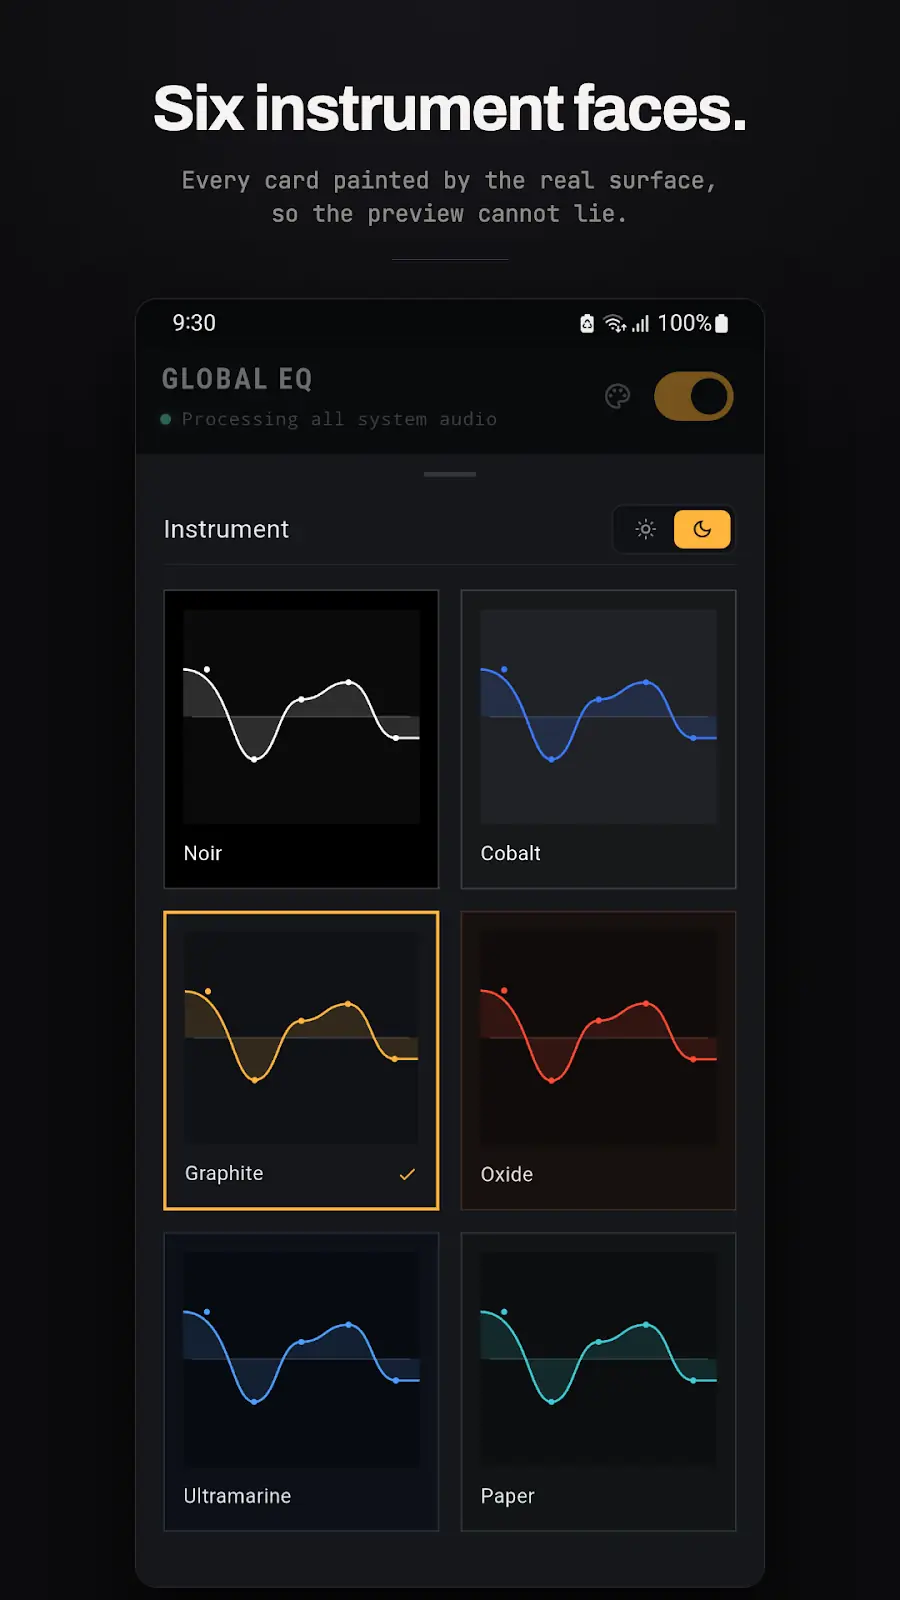 Six instrument faces.
Every card painted by the real surface,
so the preview cannot lie.
9:30
100%
GLOBAL EQ
Processing all system audio
Instrument
Noir
Cobalt
Graphite
Oxide
Ultramarine
Paper